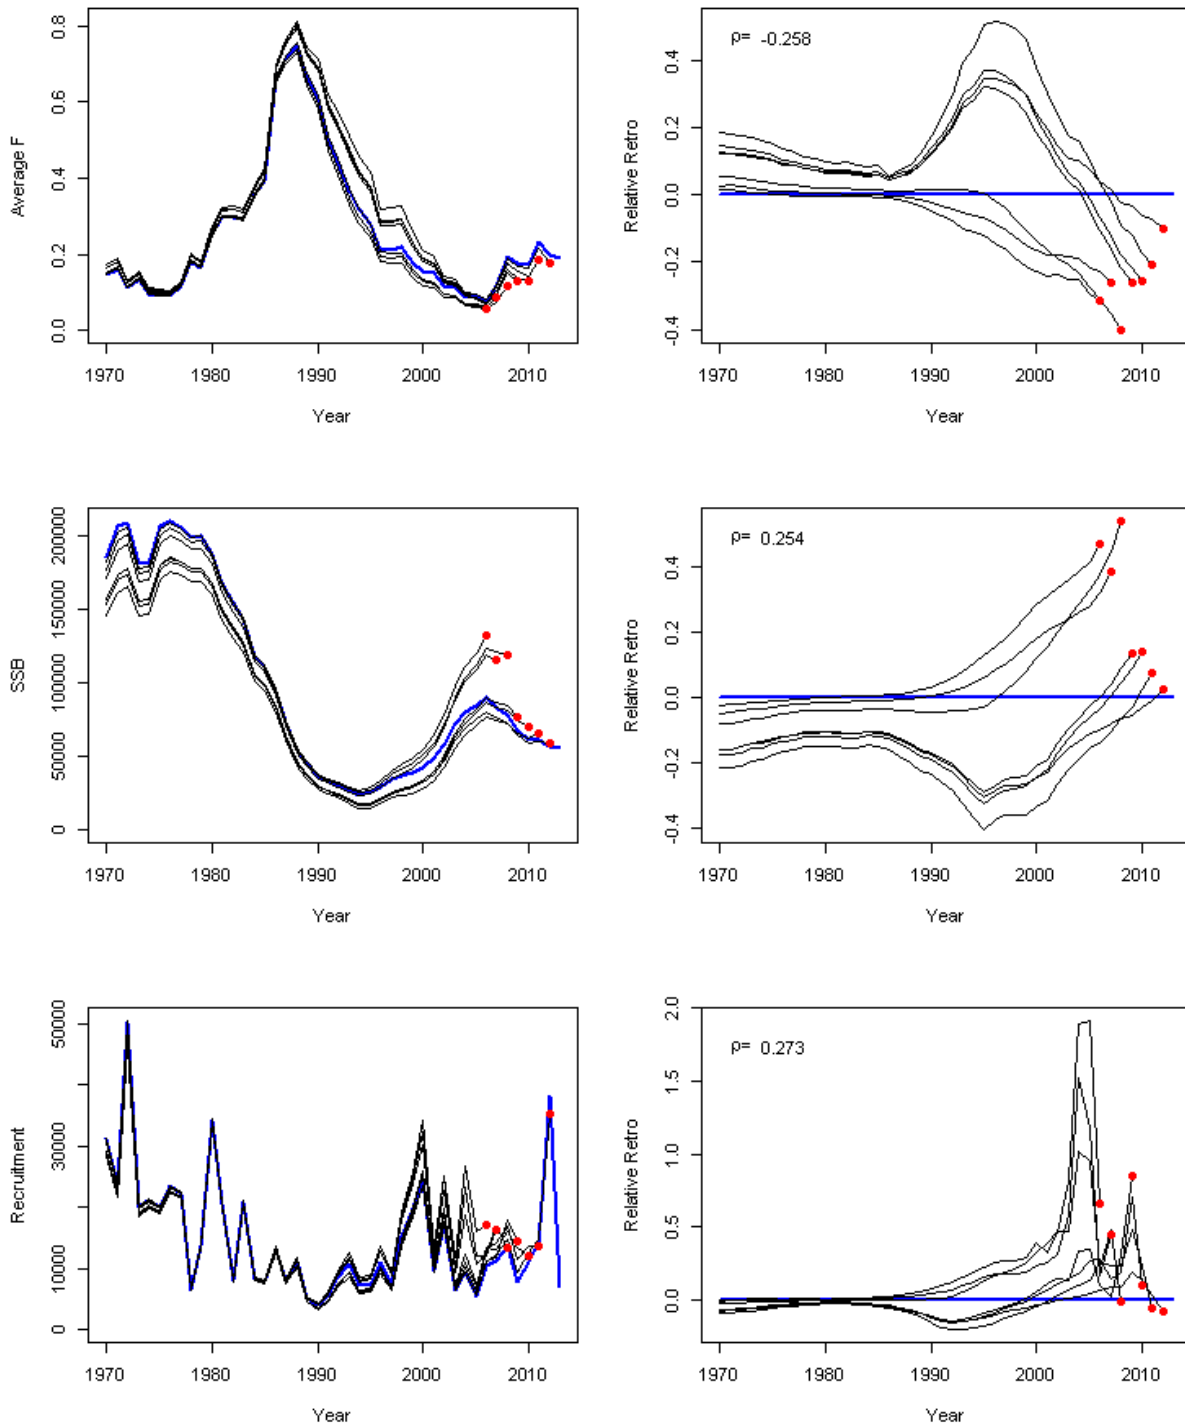 0.0 0.2 0.4 0.6 0.8
Average F
1970 1980 1990 2000 2010
Year
ρ= -0.258
-0.4 -0.2 0.0 0.2 0.4
Relative Retro
1970 1980 1990 2000 2010
Year
0 50000 100000 150000 200000
SSB
1970 1980 1990 2000 2010
Year
ρ= 0.254
-0.4 -0.2 0.0 0.2 0.4
Relative Retro
1970 1980 1990 2000 2010
Year
0 10000 30000 50000
Recruitment
1970 1980 1990 2000 2010
Year
ρ= 0.273
0.0 0.5 1.0 1.5 2.0
Relative Retro
1970 1980 1990 2000 2010
Year